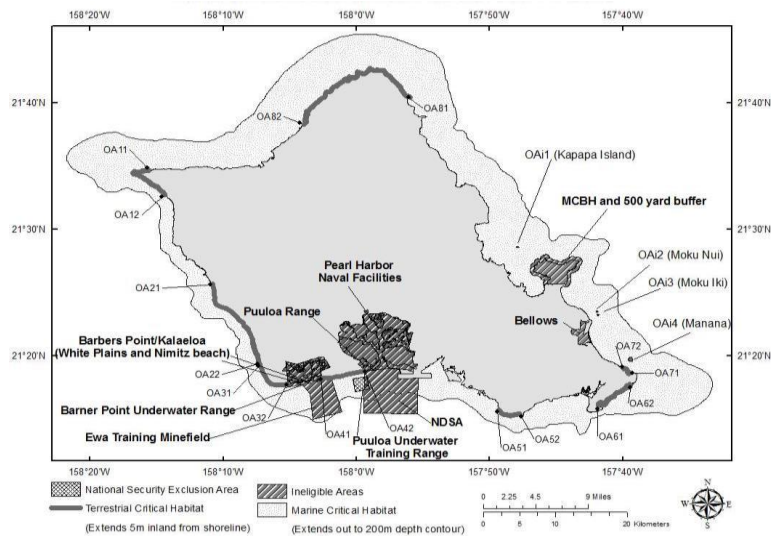 158°20'W 158°10'W 158°0'W 157°50'W 157°40'W
21°40'N 21°40'N
OA81
OA82
OA11
OAi1 (Kapapa Island)
OA12
MCBH and 500 yard buffer
21°30'N 21°30'N
OAi2 (Moku Nui)
Pearl Harbor
Naval Facilities
OAi3 (Moku Iki)
OA21
Puuloa Range
Bellows
OAi4 (Manana)
Barbers Point/Kalaeloa
(White Plains and Nimitz beach)
OA72
21°20'N 21°20'N
OA22
OA71
OA31
OA62
Barner Point Underwater Range
OA32
NDSA
Ewa Training Minefield
OA41
OA42
Puuloa Underwater
Training Range
OA51
OA52
OA61
158°20'W 158°10'W 158°0'W 157°50'W 157°40'W
National Security Exclusion Area
Ineligible Areas
Terrestrial Critical Habitat
(Extends 5m inland from shoreline)
Marine Critical Habitat
(Extends out to 200m depth contour)
0 2.25 4.5 9 Miles
0 5 10 20 Kilometers
N
W E
S